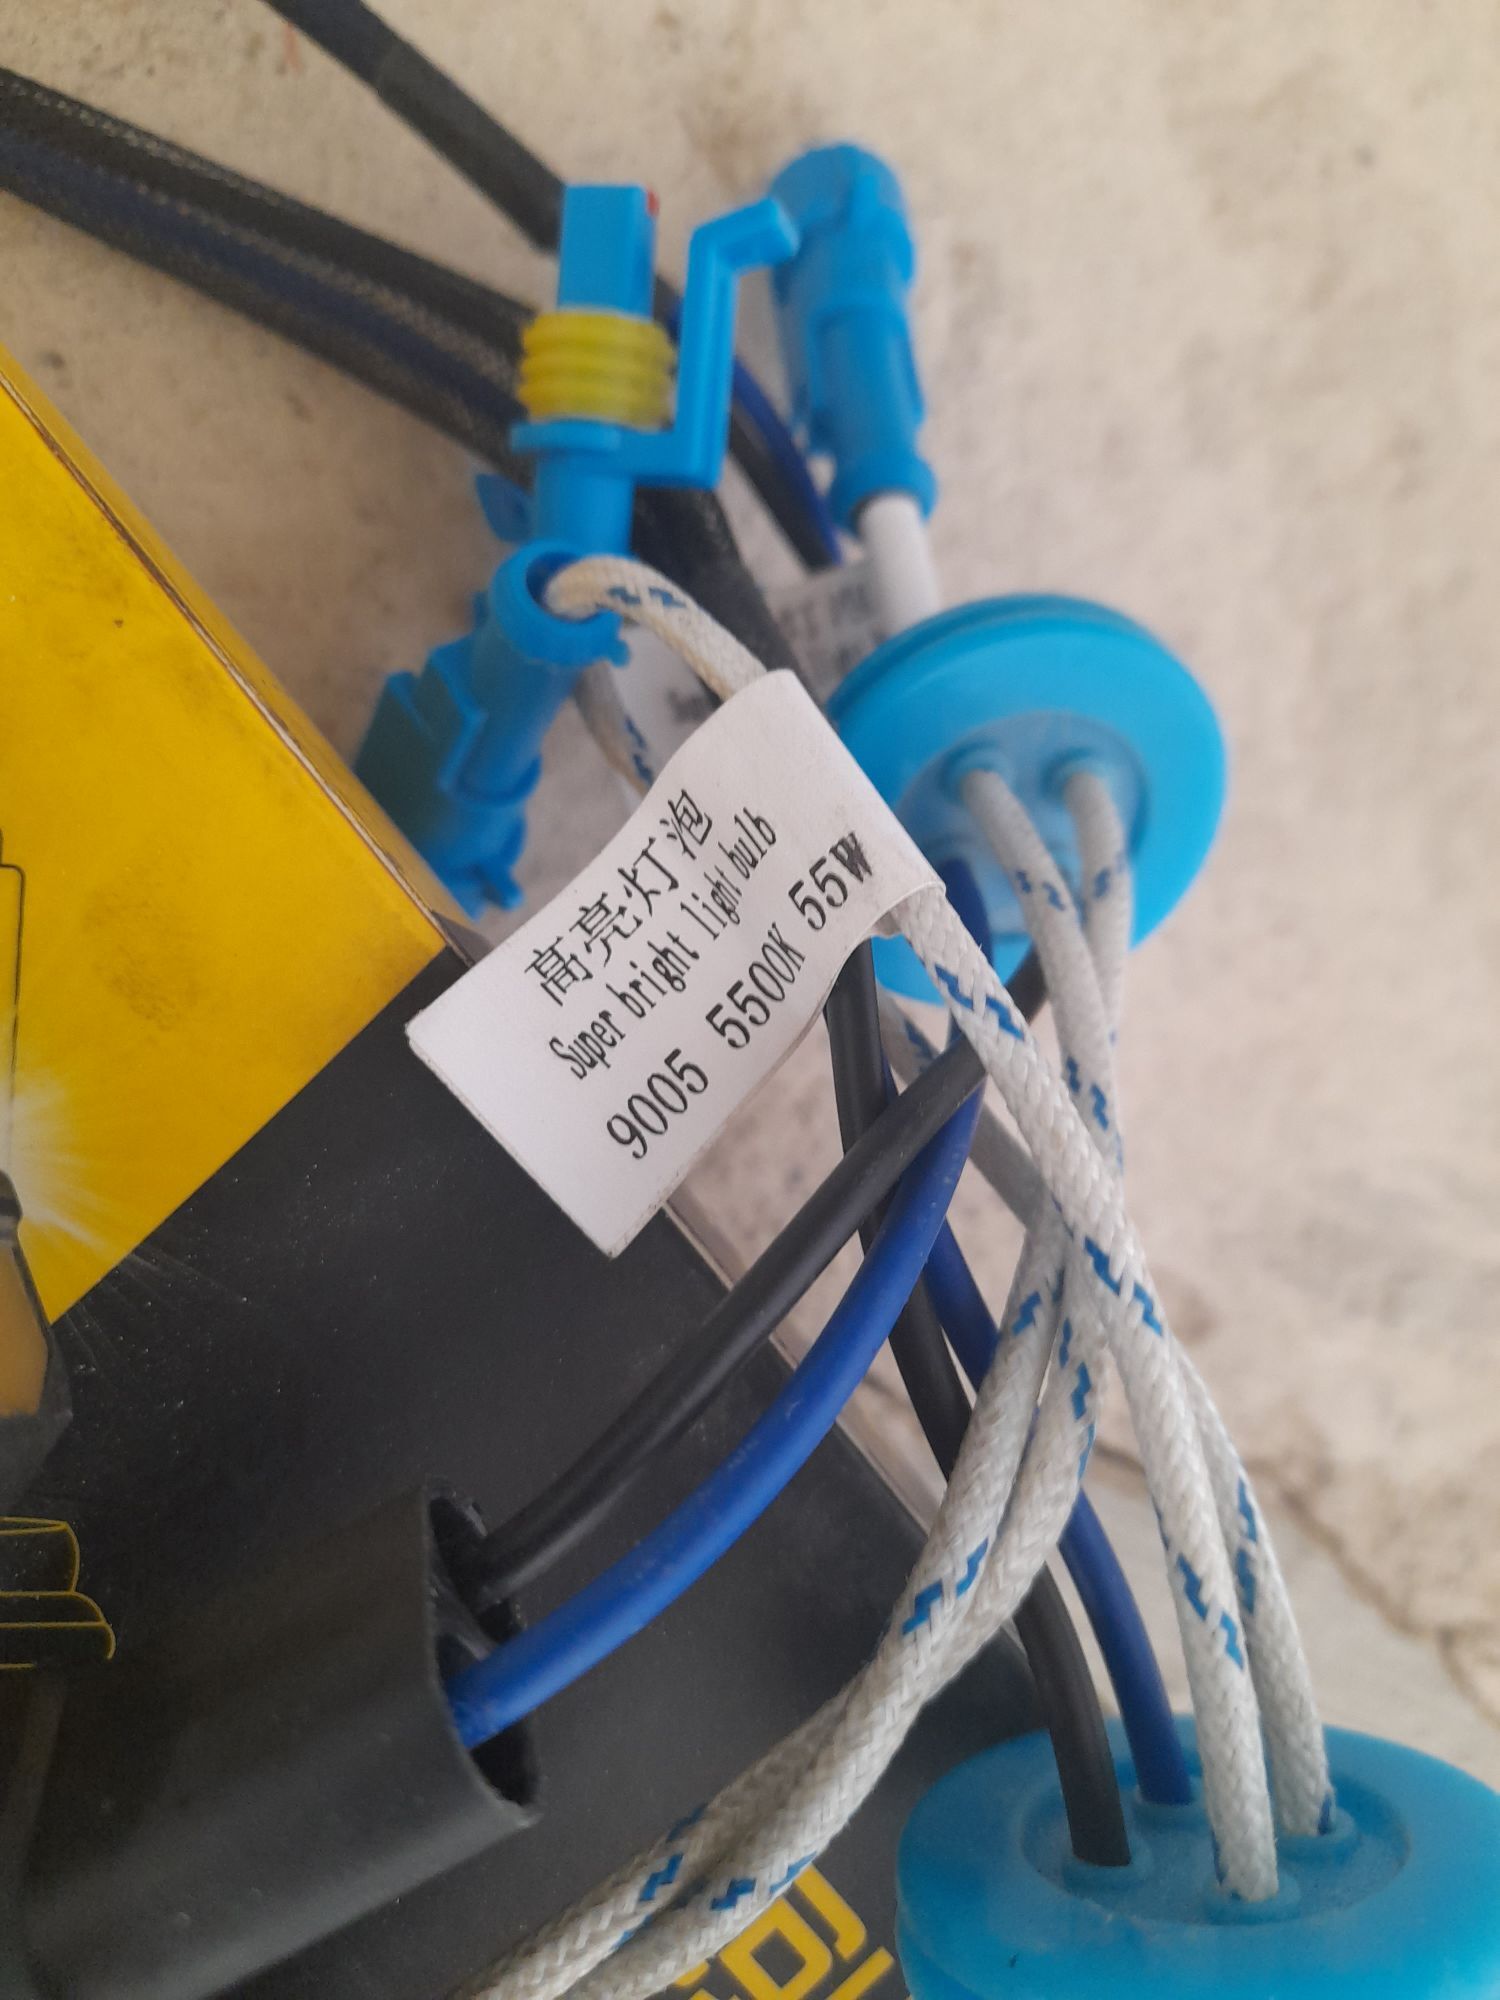 高亮灯泡
Super bright light bulb
9005 5500K 55W